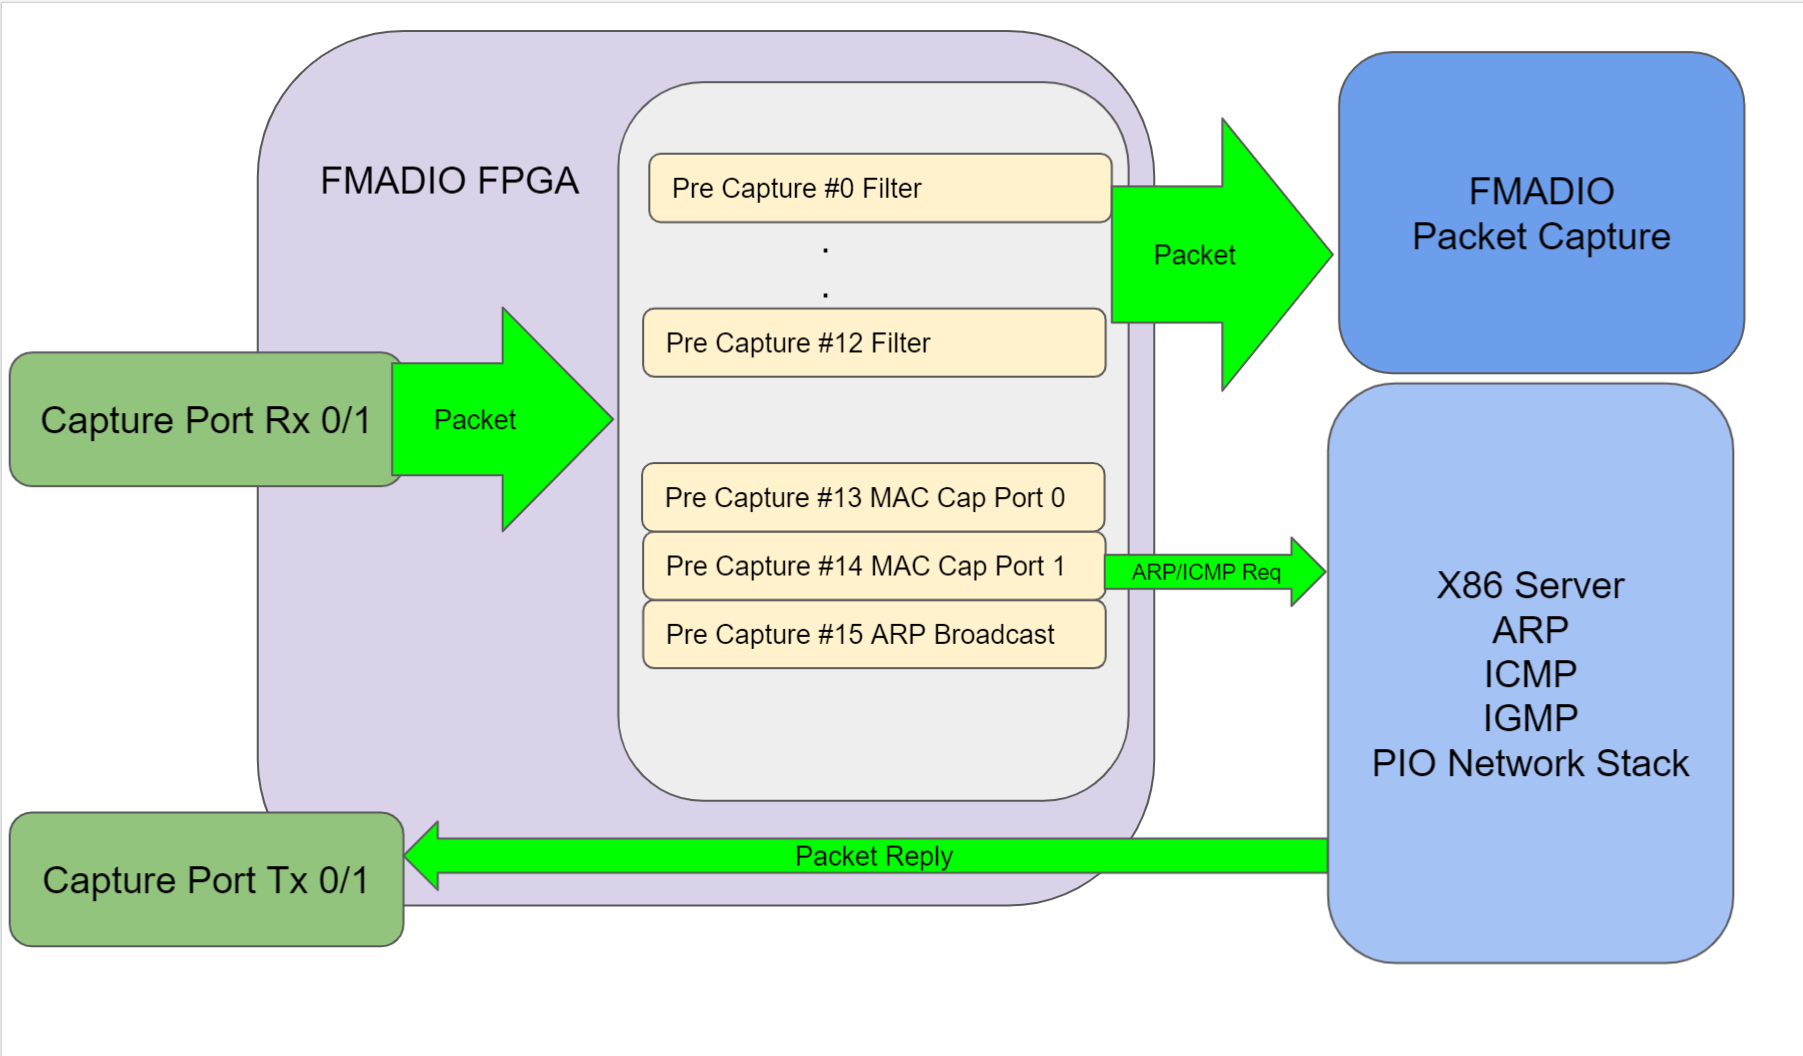 FMADIO FPGA
Pre Capture #0 Filter
.
.
Pre Capture #12 Filter
Pre Capture #13 MAC Cap Port 0
Pre Capture #14 MAC Cap Port 1
Pre Capture #15 ARP Broadcast
Capture Port Rx 0/1
Packet
Packet
FMADIO
Packet Capture
ARP/ICMP Req
X86 Server
ARP
ICMP
IGMP
PIO Network Stack
Packet Reply
Capture Port Tx 0/1